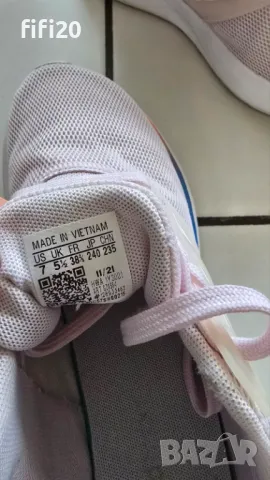 fifi20
MADE IN VIETNAM
US UK FR JP CHN
7 5½ 38⅔ 240 235
11/21
bazar.bg